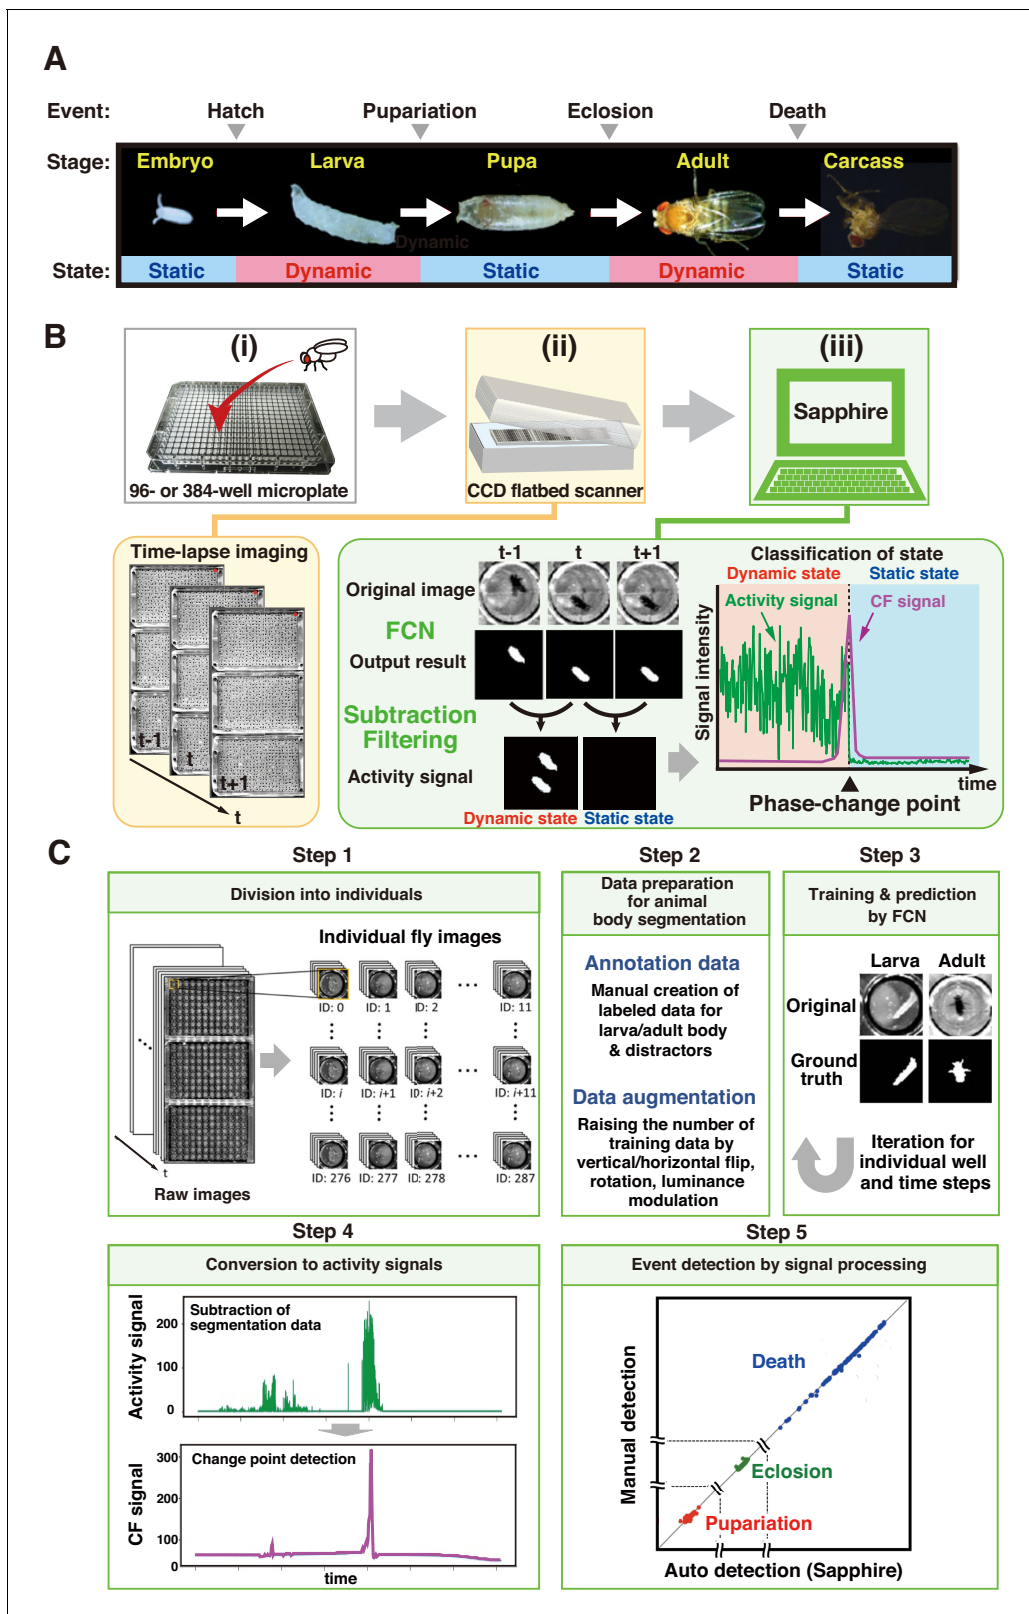 A
Event:
Hatch
Pupariation
Eclosion
Death
Stage:
Embryo
Larva
Pupa
Adult
Carcass
Dynamic
State:
Static
Dynamic
Static
Dynamic
Static
B
(i)
(ii)
(iii)
Sapphire
96- or 384-well microplate
CCD flatbed scanner
Time-lapse imaging
t-1
t
t+1
t
t-1
t
t+1
Original image
FCN
Output result
Subtraction
Filtering
Activity signal
Dynamic state
Static state
Classification of state
Dynamic state
Static state
Activity signal
CF signal
Signal intensity
time
Phase-change point
C
Step 1
Division into individuals
Individual fly images
ID: 0
ID: 1
ID: 2
ID: 11
ID: i
ID: i+1
ID: i+2
ID: i+11
ID: 276
ID: 277
ID: 278
ID: 287
t
Raw images
Step 2
Data preparation
for animal
body segmentation
Annotation data
Manual creation of
labeled data for
larva/adult body
& distractors
Data augmentation
Raising the number of
training data by
vertical/horizontal flip,
rotation, luminance
modulation
Step 3
Training & prediction
by FCN
Larva
Adult
Original
Ground
truth
Iteration for
individual well
and time steps
Step 4
Conversion to activity signals
Activity signal
200
100
0
Subtraction of
segmentation data
CF signal
300
100
0
Change point detection
time
Step 5
Event detection by signal processing
Manual detection
Death
Eclosion
Pupariation
Auto detection (Sapphire)